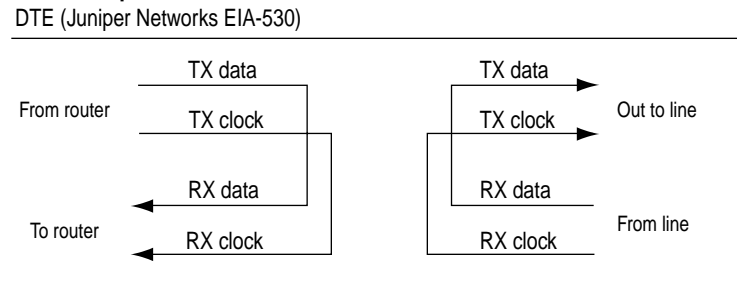 DTE (Juniper Networks EIA-530)
TX data
TX data
From router
Out to line
TX clock
TX clock
RX data
RX data
To router
From line
RX clock
RX clock